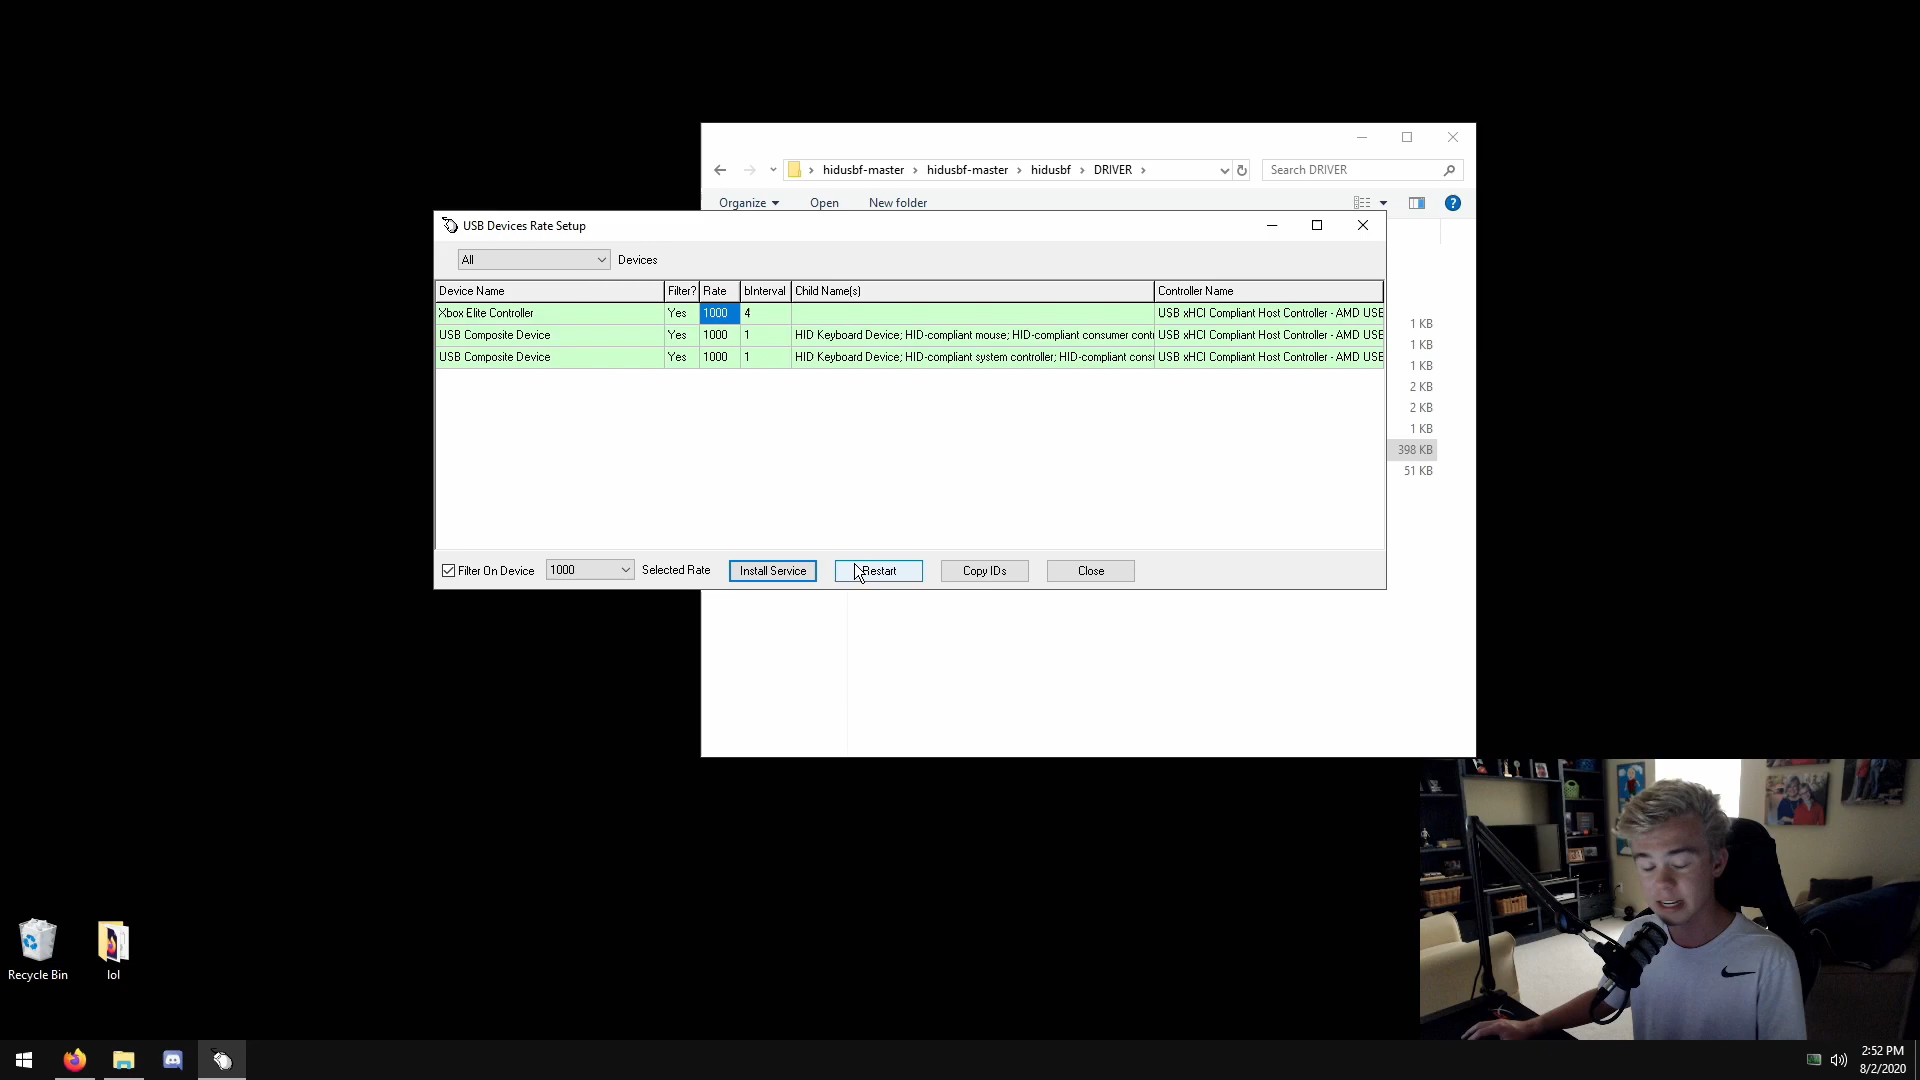 hidusbf-master › hidusbf-master › hidusbf › DRIVER ›
Search DRIVER
Organize
Open
New folder
USB Devices Rate Setup
All
Devices
Device Name
Filter?
Rate
bInterval
Child Name(s)
Controller Name
Xbox Elite Controller
Yes
1000
4
USB xHCI Compliant Host Controller - AMD USB
USB Composite Device
Yes
1000
1
HID Keyboard Device; HID-compliant mouse; HID-compliant consumer cont
USB xHCI Compliant Host Controller - AMD USB
USB Composite Device
Yes
1000
1
HID Keyboard Device; HID-compliant system controller; HID-compliant cons
USB xHCI Compliant Host Controller - AMD USB
1 KB
1 KB
1 KB
2 KB
2 KB
1 KB
398 KB
51 KB
Filter On Device
1000
Selected Rate
Install Service
Restart
Copy IDs
Close
Recycle Bin
lol
2:52 PM
8/2/2020